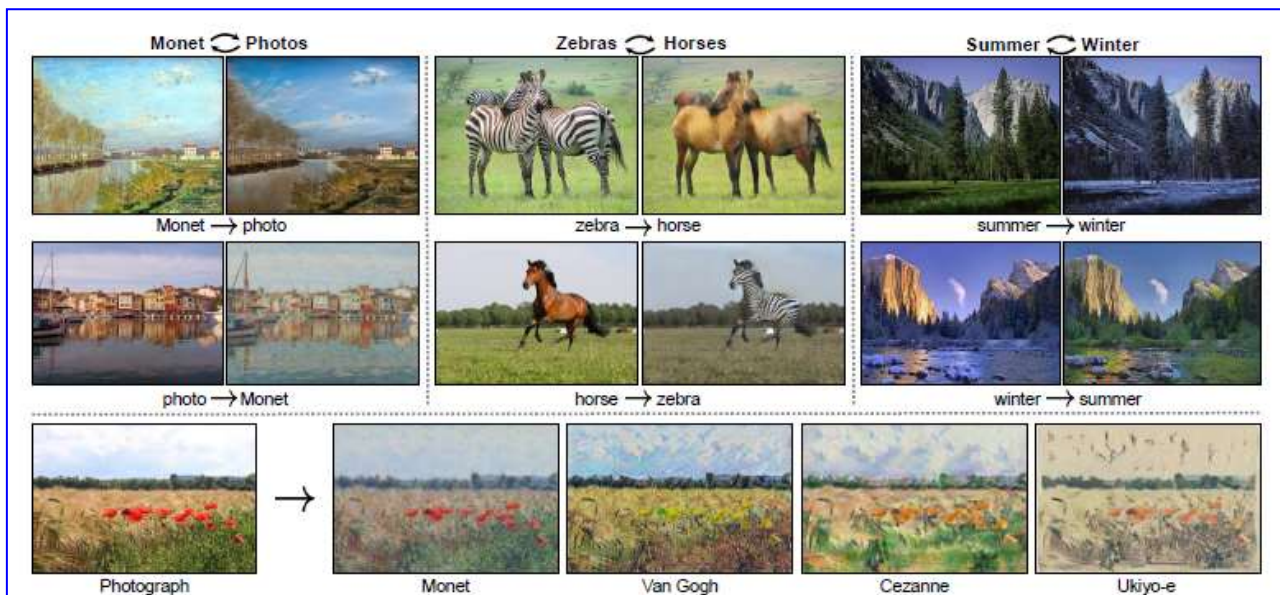 Monet Photos
Zebras Horses
Summer Winter
Monet → photo
zebra → horse
summer → winter
photo → Monet
horse → zebra
winter → summer
Photograph
Monet
Van Gogh
Cezanne
Ukiyo-e